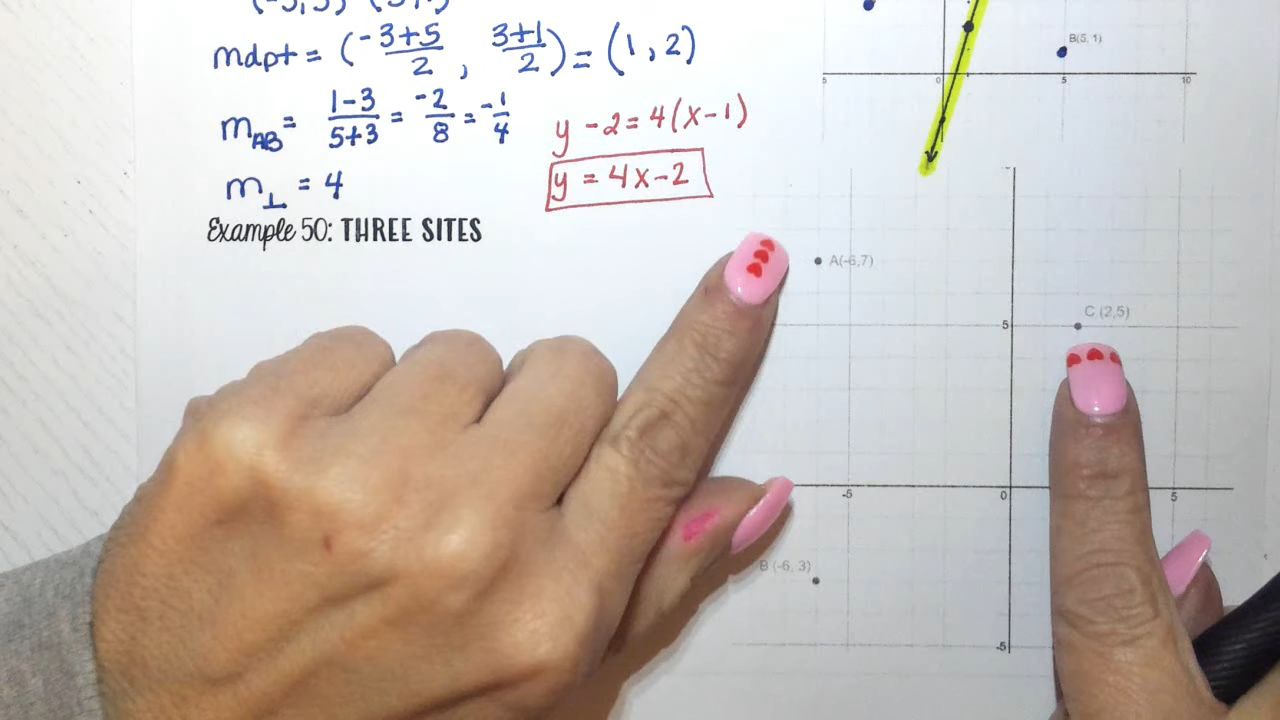 mdpt = (-3+5/2, 3+1/2) = (1, 2)
m_AB = 1-3/5+3 = -2/8 = -1/4
m⊥ = 4
y - 2 = 4(x - 1)
y = 4x - 2
Example 50: THREE SITES
B(5, 1)
5 0 5 10
A(-6,7)
C (2,5)
5
-5 0 5
B (-6, 3)
-5